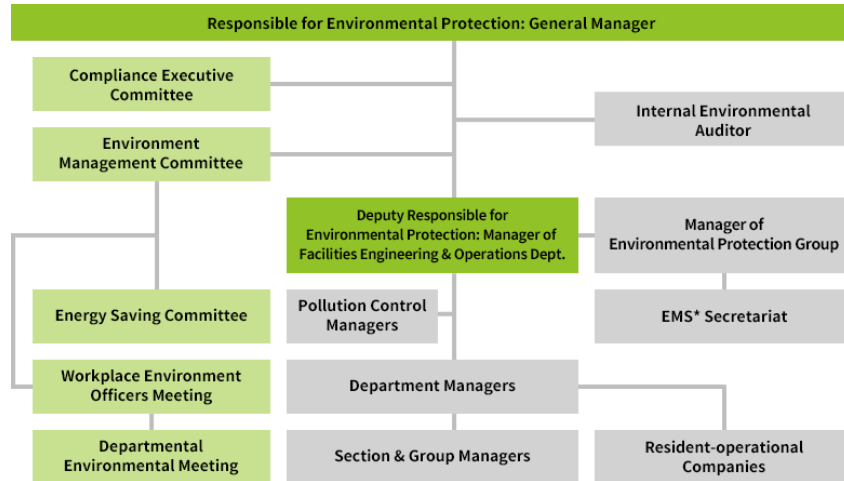 Responsible for Environmental Protection: General Manager
Compliance Executive
Committee
Internal Environmental
Auditor
Environment
Management Committee
Deputy Responsible for
Environmental Protection: Manager of
Facilities Engineering & Operations Dept.
Manager of
Environmental Protection Group
Energy Saving Committee
Pollution Control
Managers
EMS* Secretariat
Workplace Environment
Officers Meeting
Department Managers
Departmental
Environmental Meeting
Section & Group Managers
Resident-operational
Companies